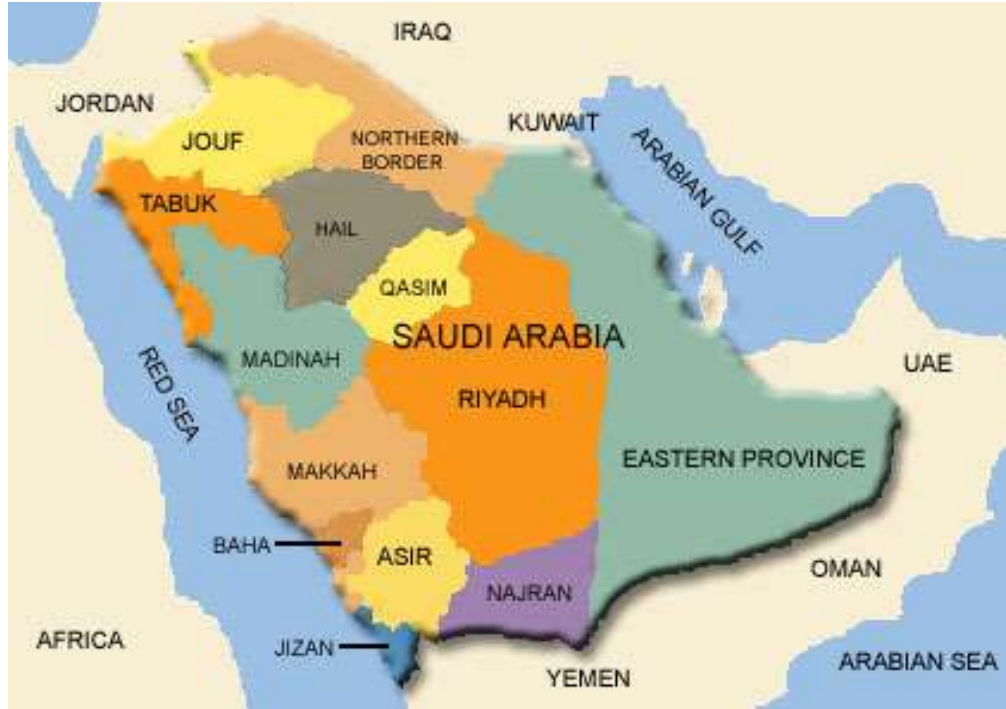 IRAQ
JORDAN
KUWAIT
JOUF
NORTHERN
BORDER
ARABIAN GULF
TABUK
HAIL
QASIM
SAUDI ARABIA
MADINAH
UAE
RED SEA
RIYADH
MAKKAH
EASTERN PROVINCE
BAHA
ASIR
OMAN
NAJRAN
AFRICA
JIZAN
YEMEN
ARABIAN SEA